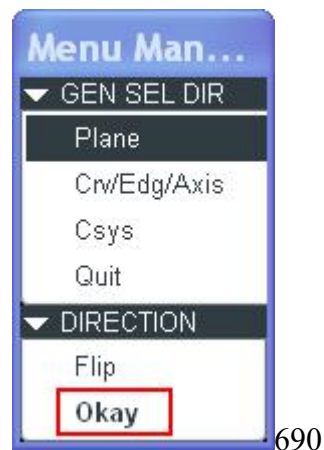 Menu Man...
GEN SEL DIR
Plane
Crv/Edg/Axis
Csys
Quit
DIRECTION
Flip
Okay
690